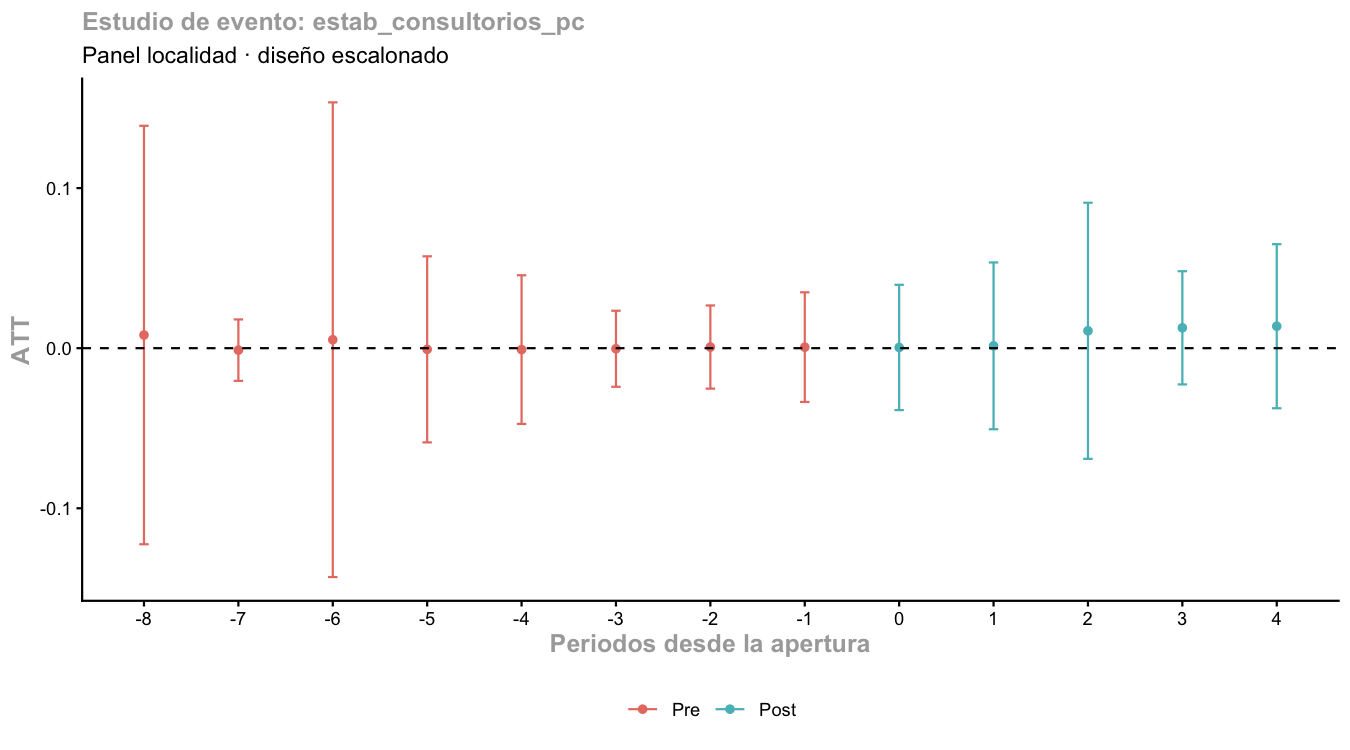 Estudio de evento: estab_consultorios_pc
Panel localidad · diseño escalonado
ATT
0.1
0.0
-0.1
-8 -7 -6 -5 -4 -3 -2 -1 0 1 2 3 4
Periodos desde la apertura
Pre Post